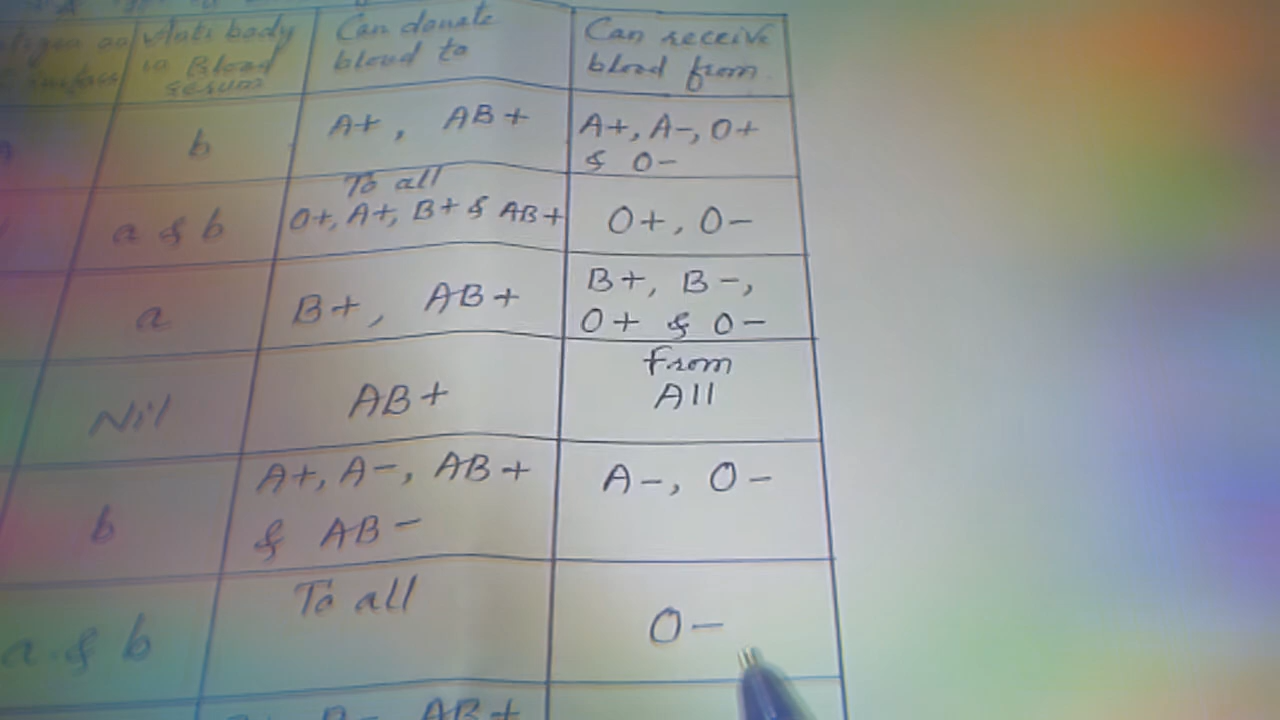 antibody Can donate Can receive
in Blood blood to blood from
serum
b A+, AB+ A+, A-, O+
& O-
To all
a & b O+, A+, B+ & AB+ O+, O-
a B+, AB+ B+, B-,
O+ & O-
Nil AB+ From
All
b A+, A-, AB+ A-, O-
& AB-
a & b To all O-
AB+